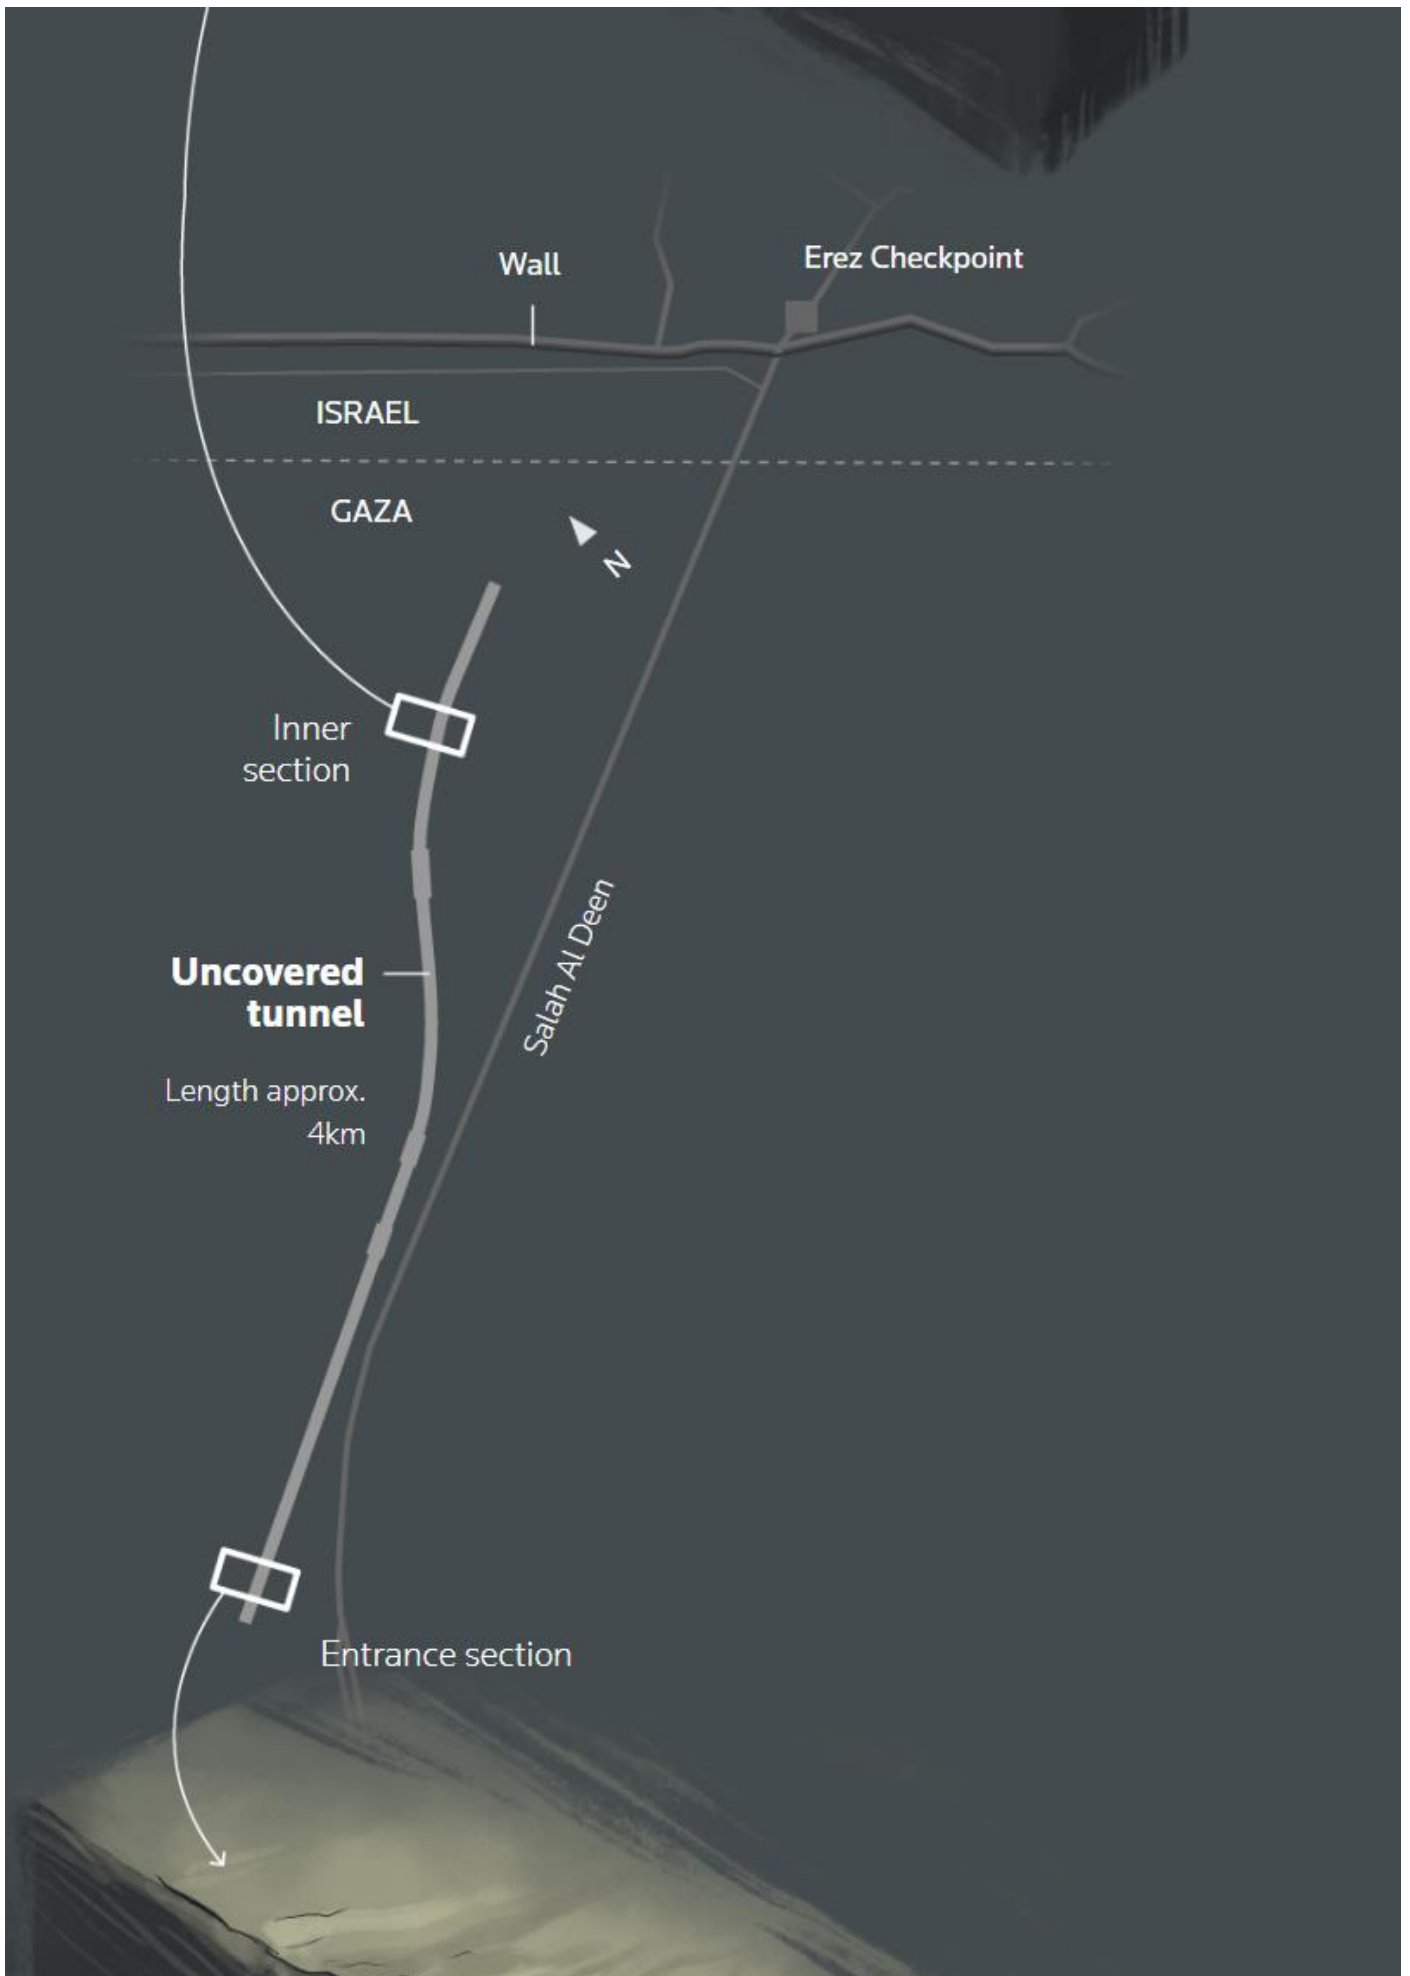 Wall
Erez Checkpoint
ISRAEL
GAZA
N
Inner
section
Salah Al Deen
Uncovered
tunnel
Length approx.
4km
Entrance section